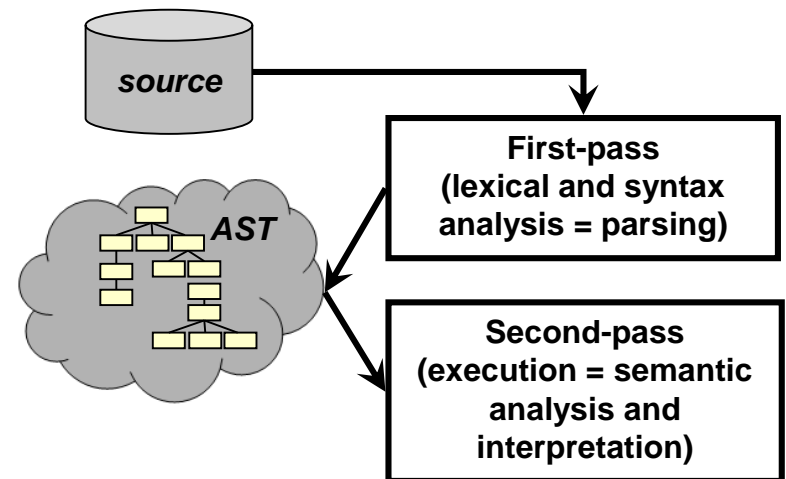 source
First-pass
(lexical and syntax
analysis = parsing)
AST
Second-pass
(execution = semantic
analysis and
interpretation)